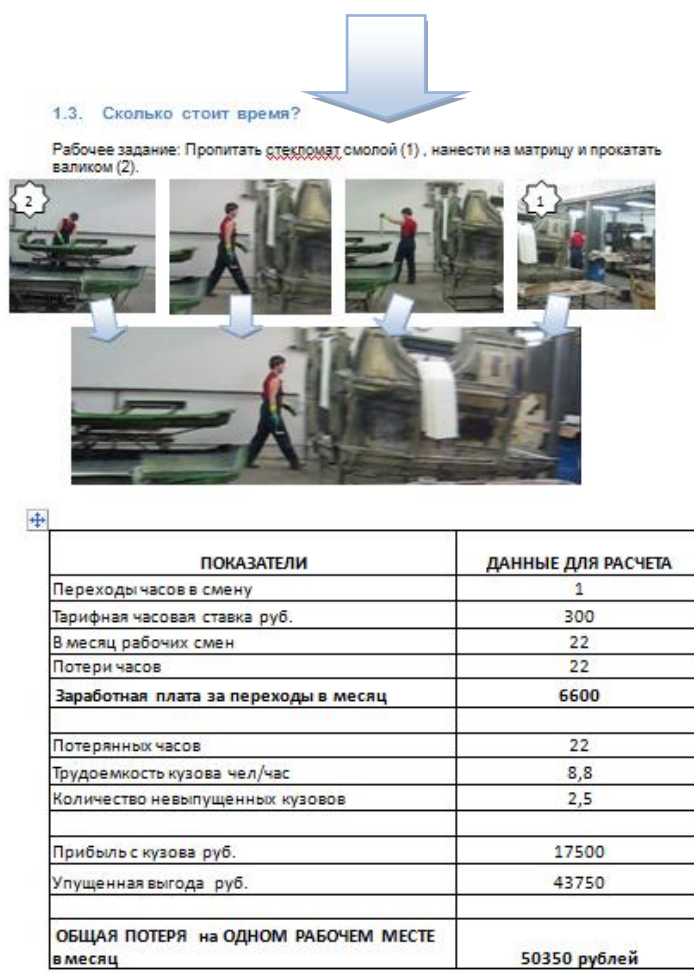 1.3. Сколько стоит время?
Рабочее задание: Пропитать стекломат смолой (1) , нанести на матрицу и прокатать
валиком (2).
2
1
ПОКАЗАТЕЛИ ДАННЫЕ ДЛЯ РАСЧЕТА
Переходы часов в смену 1
Тарифная часовая ставка руб. 300
В месяц рабочих смен 22
Потери часов 22
Заработная плата за переходы в месяц 6600
Потерянных часов 22
Трудоемкость кузова чел/час 8,8
Количество невыпущенных кузовов 2,5
Прибыль с кузова руб. 17500
Упущенная выгода руб. 43750
ОБЩАЯ ПОТЕРЯ на ОДНОМ РАБОЧЕМ МЕСТЕ
в месяц 50350 рублей